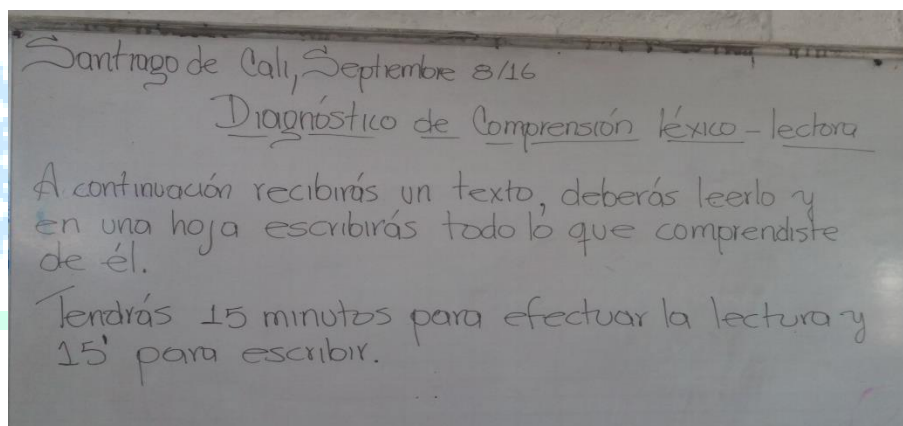 Santiago de Cali, Septiembre 8/16
Diagnóstico de Comprensión léxico-lectora
A continuación recibirás un texto, deberás leerlo y
en una hoja escribirás todo lo que comprendiste
de él.
Tendrás 15 minutos para efectuar la lectura y
15' para escribir.